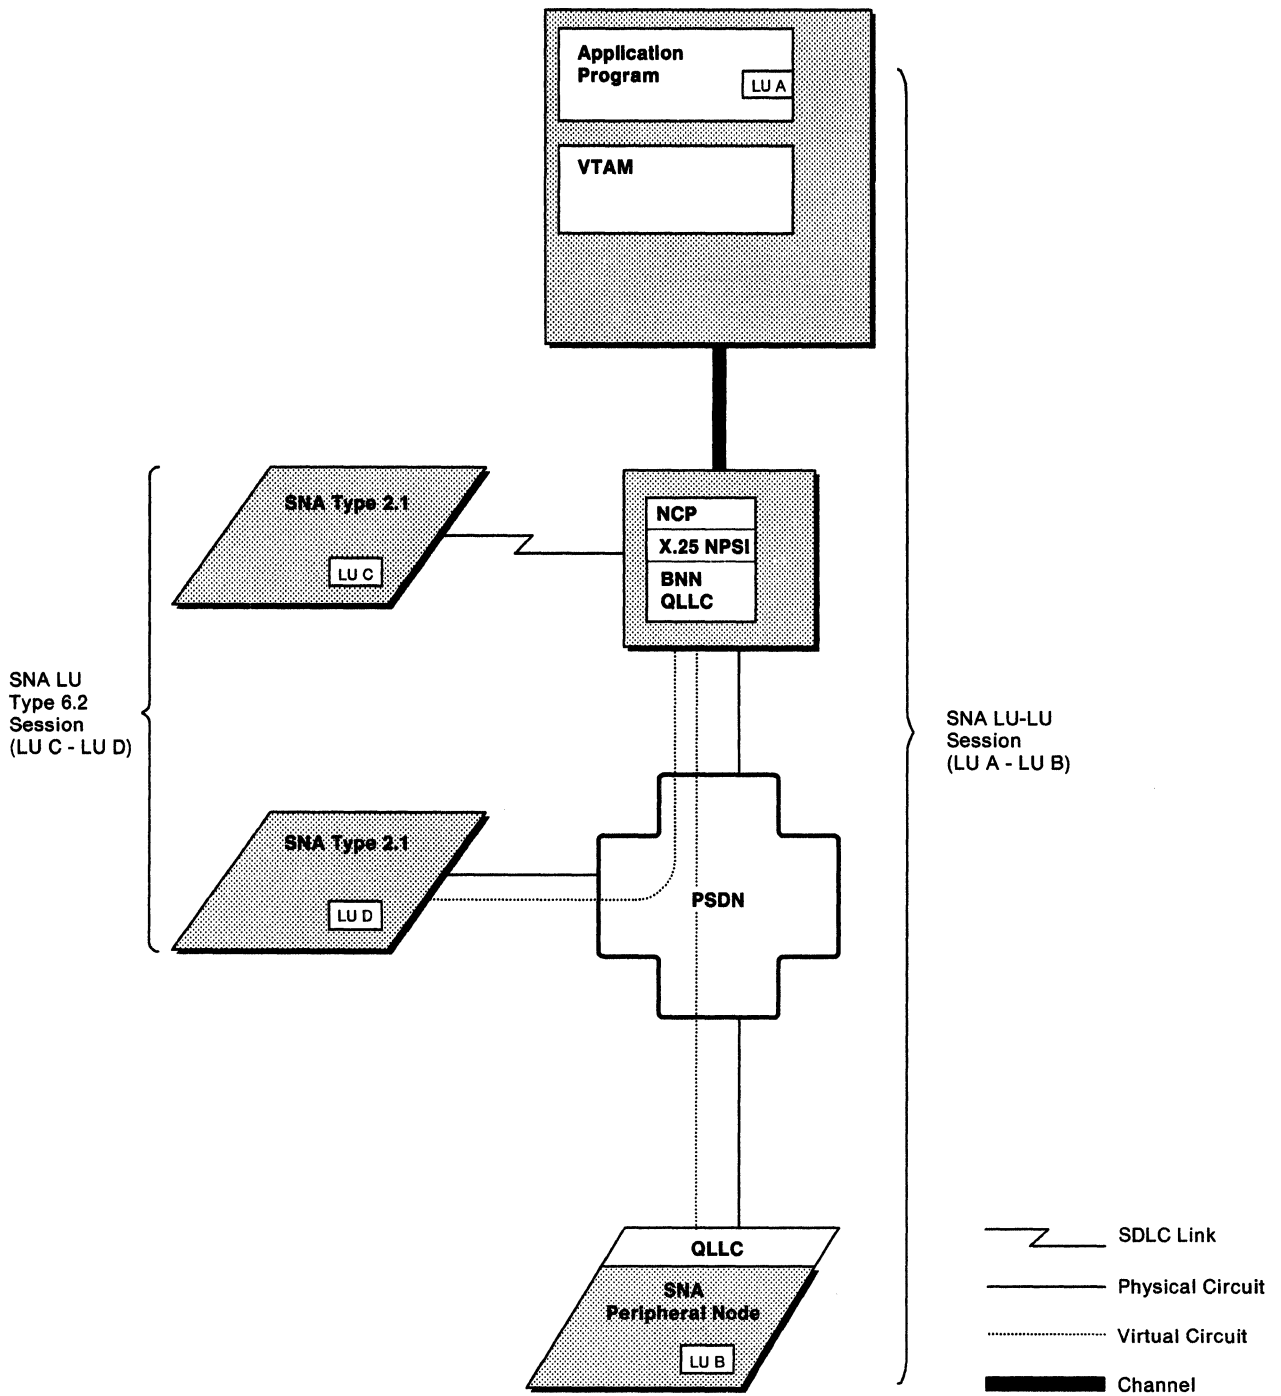 Application
Program
LU A
VTAM
SNA Type 2.1
LU C
NCP
X.25 NPSI
BNN
QLLC
SNA LU
Type 6.2
Session
(LU C - LU D)
SNA LU-LU
Session
(LU A - LU B)
SNA Type 2.1
LU D
PSDN
QLLC
SNA
Peripheral Node
LU B
SDLC Link
Physical Circuit
Virtual Circuit
Channel